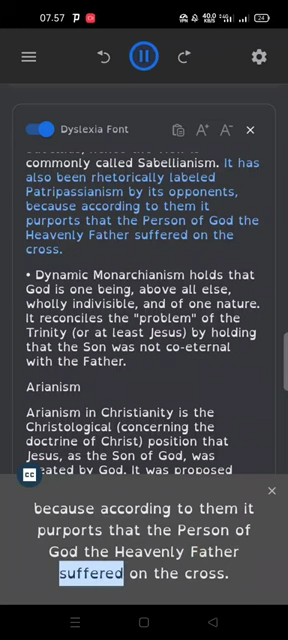 07.57
40.0
KB/S
24
Dyslexia Font
commonly called Sabellianism. It has
also been rhetorically labeled
Patripassianism by its opponents,
because according to them it
purports that the Person of God the
Heavenly Father suffered on the
cross.
• Dynamic Monarchianism holds that
God is one being, above all else,
wholly indivisible, and of one nature.
It reconciles the "problem" of the
Trinity (or at least Jesus) by holding
that the Son was not co-eternal
with the Father.
Arianism
Arianism in Christianity is the
Christological (concerning the
doctrine of Christ) position that
Jesus, as the Son of God, was
created by God. It was proposed
CC
because according to them it
purports that the Person of
God the Heavenly Father
suffered on the cross.